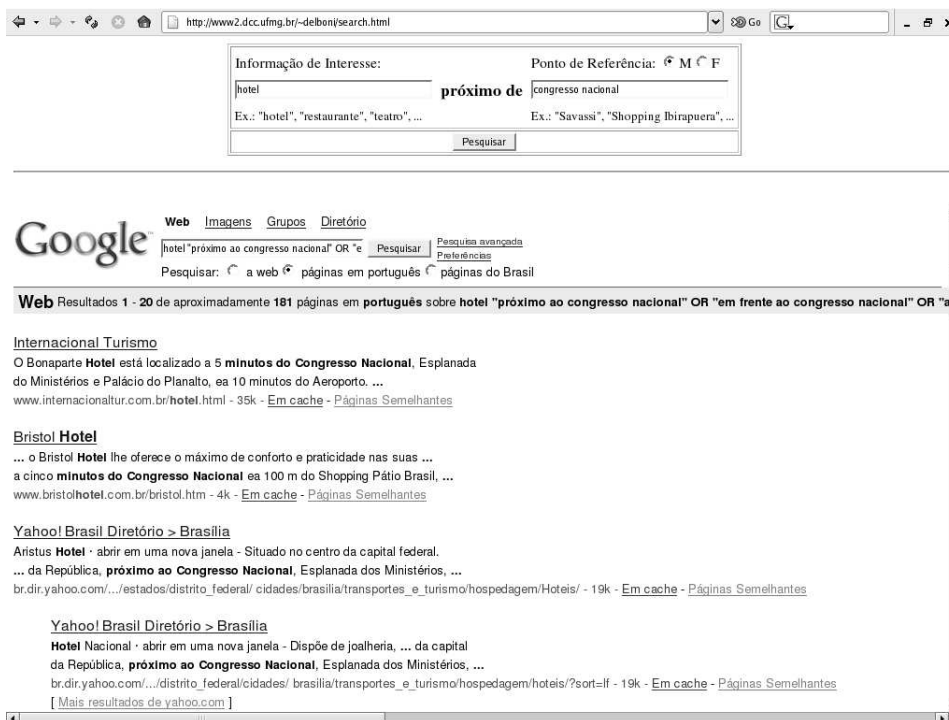 http://www2.dcc.ufmg.br/~delboni/search.html Go G
Informação de Interesse: Ponto de Referência: M F
hotel próximo de congresso nacional
Ex.: "hotel", "restaurante", "teatro", ... Ex.: "Savassi", "Shopping Ibirapuera", ...
Pesquisar
Web Imagens Grupos Diretório
Google
hotel "próximo ao congresso nacional" OR "e Pesquisar Pesquisa avançada
Preferências
Pesquisar: a web páginas em português páginas do Brasil
Web Resultados 1 - 20 de aproximadamente 181 páginas em português sobre hotel "próximo ao congresso nacional" OR "em frente ao congresso nacional" OR "a
Internacional Turismo
O Bonaparte Hotel está localizado a 5 minutos do Congresso Nacional, Esplanada
do Ministérios e Palácio do Planalto, ea 10 minutos do Aeroporto. ...
www.internacionaltur.com.br/hotel.html - 35k - Em cache - Páginas Semelhantes
Bristol Hotel
... o Bristol Hotel lhe oferece o máximo de conforto e praticidade nas suas ...
a cinco minutos do Congresso Nacional ea 100 m do Shopping Pátio Brasil, ...
www.bristolhotel.com.br/bristol.htm - 4k - Em cache - Páginas Semelhantes
Yahoo! Brasil Diretório > Brasília
Aristus Hotel · abrir em uma nova janela - Situado no centro da capital federal.
... da República, próximo ao Congresso Nacional, Esplanada dos Ministérios, ...
br.dir.yahoo.com/.../estados/distrito_federal/ cidades/brasilia/transportes_e_turismo/hospedagem/Hoteis/ - 19k - Em cache - Páginas Semelhantes
Yahoo! Brasil Diretório > Brasília
Hotel Nacional · abrir em uma nova janela - Dispõe de joalheria, ... da capital
da República, próximo ao Congresso Nacional, Esplanada dos Ministérios, ...
br.dir.yahoo.com/.../distrito_federal/cidades/ brasilia/transportes_e_turismo/hospedagem/hoteis/?sort=lf - 19k - Em cache - Páginas Semelhantes
[ Mais resultados de yahoo.com ]